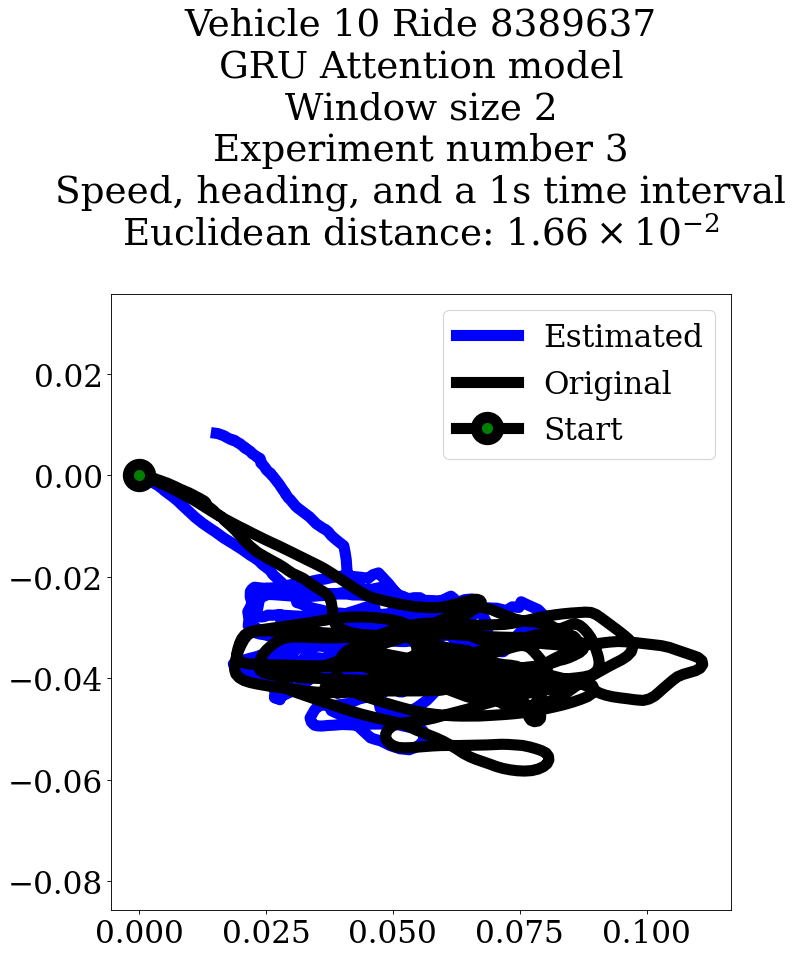 Vehicle 10 Ride 8389637
GRU Attention model
Window size 2
Experiment number 3
Speed, heading, and a 1s time interval
Euclidean distance: 1.66 × 10⁻²
Estimated
Original
Start
0.02
0.00
−0.02
−0.04
−0.06
−0.08
0.000 0.025 0.050 0.075 0.100